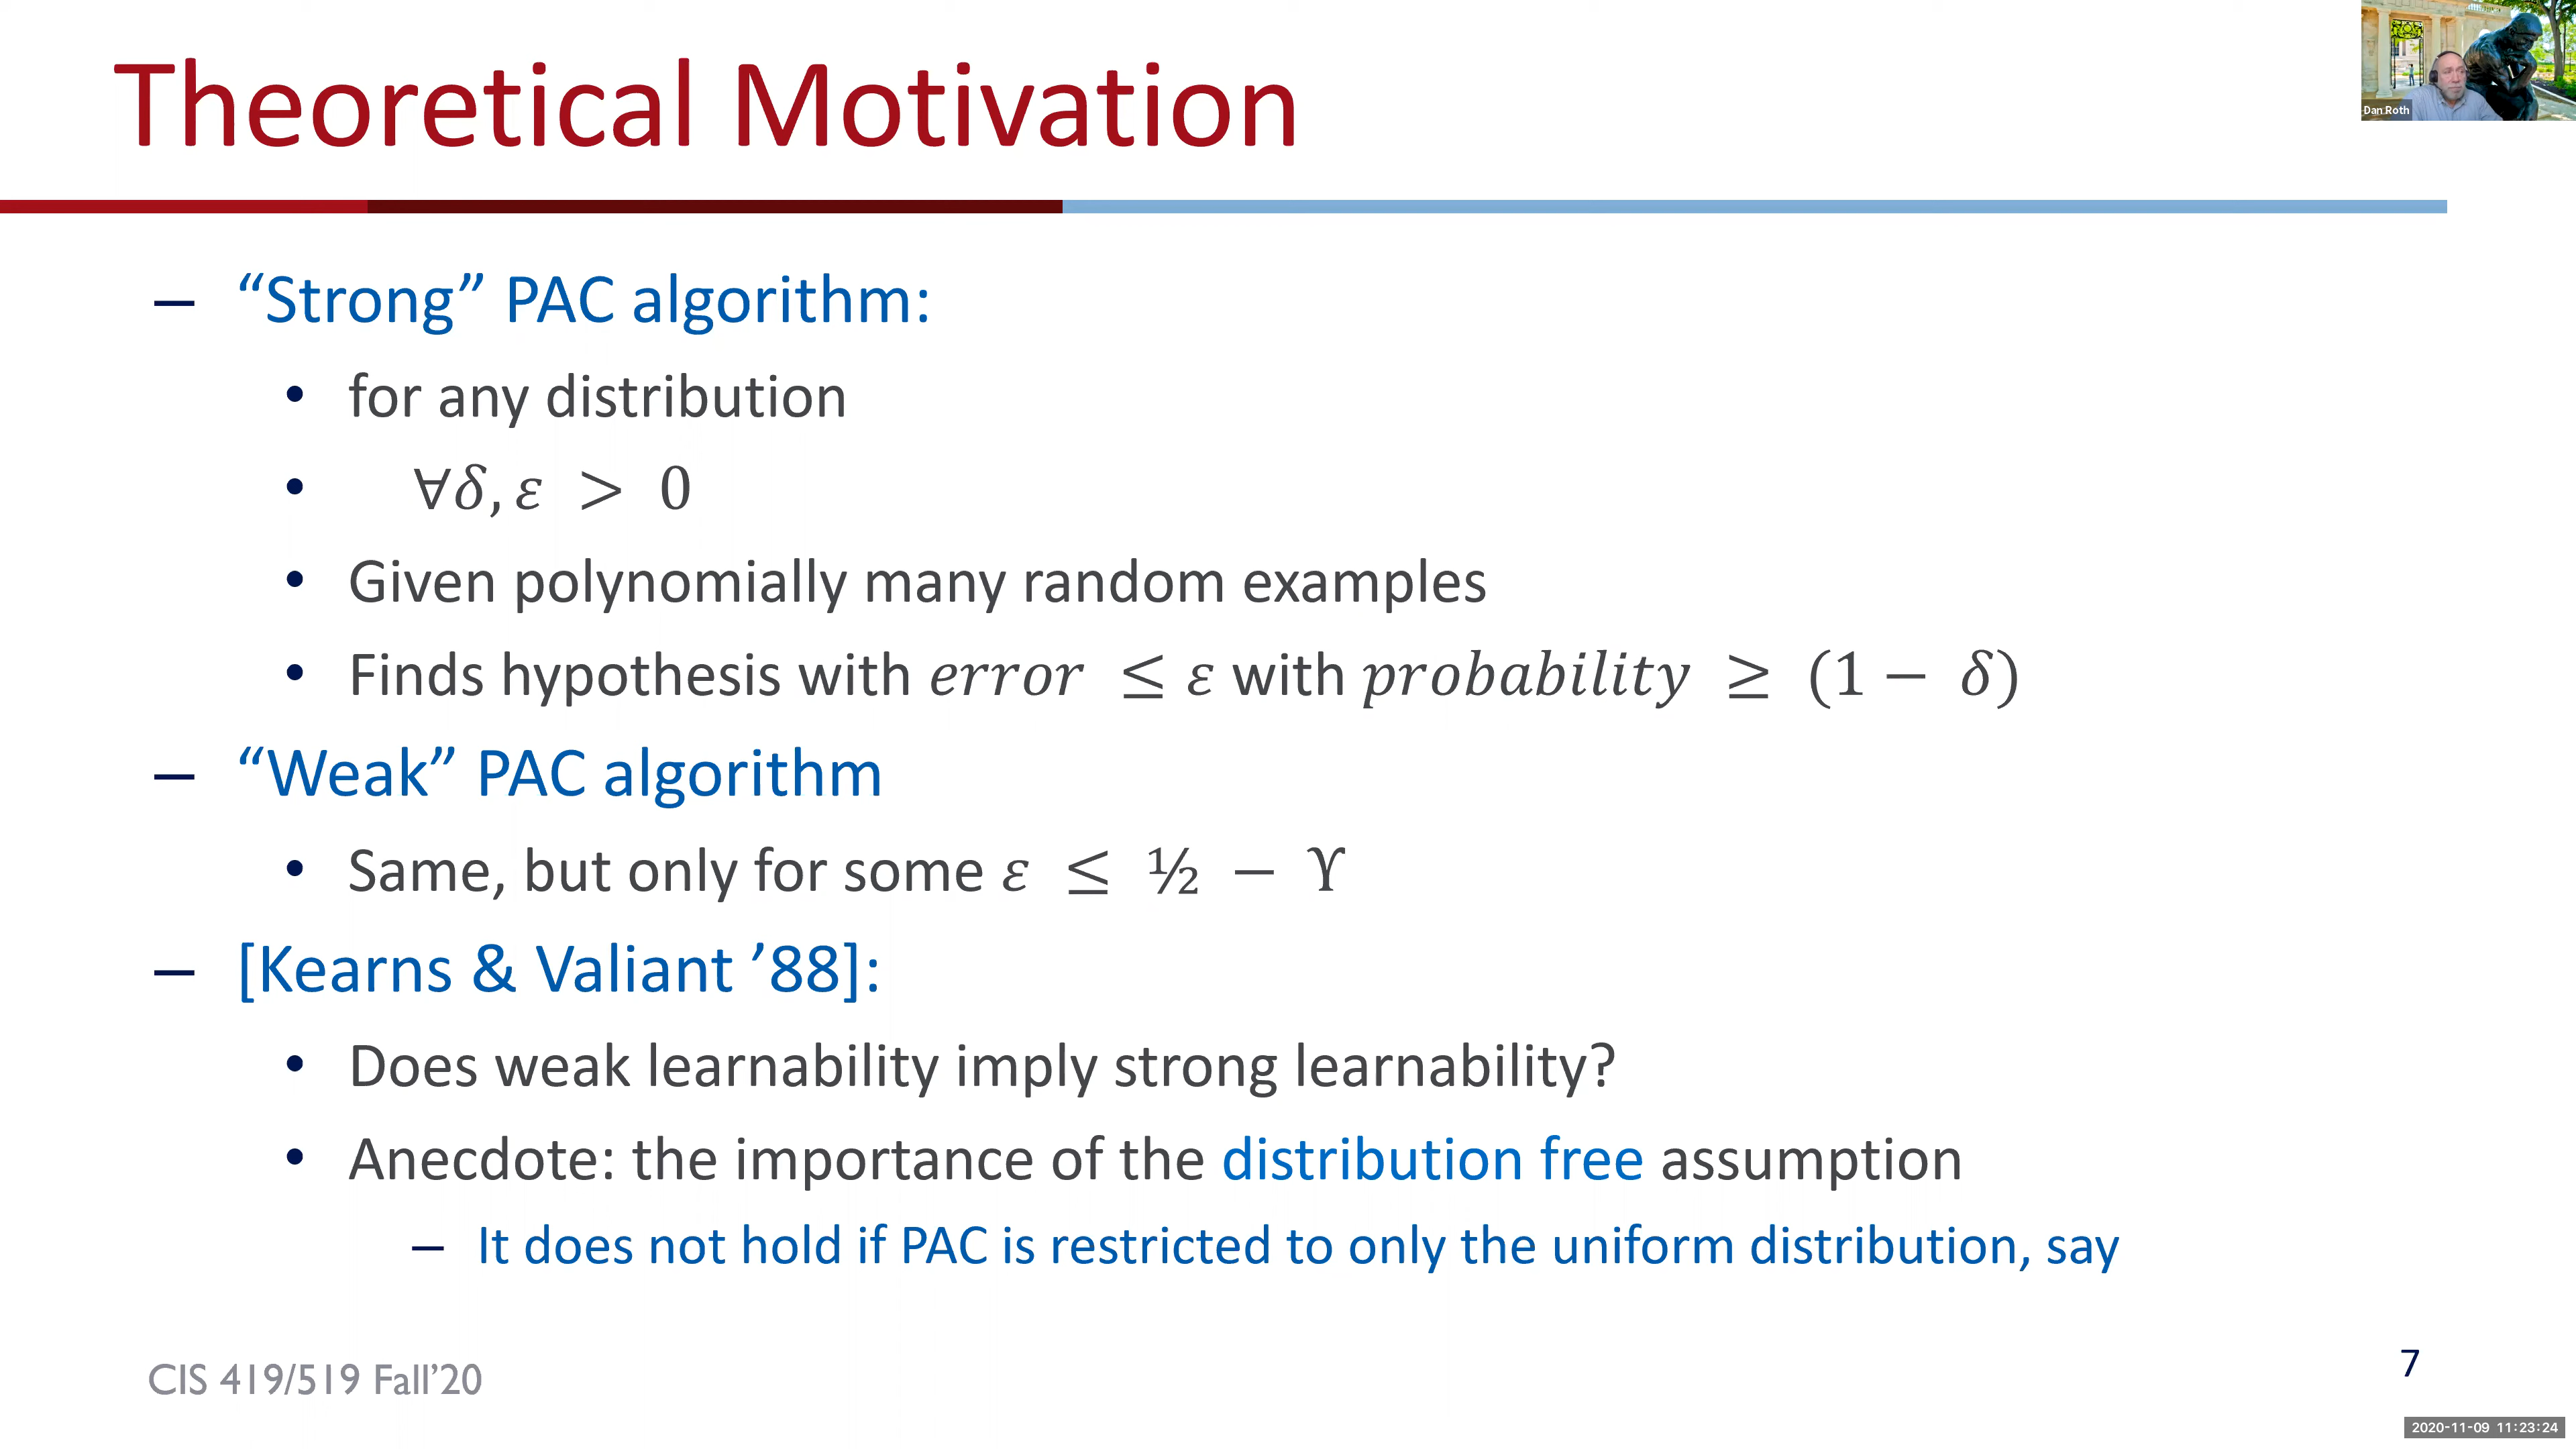 Theoretical Motivation
Dan Roth
– “Strong” PAC algorithm:
• for any distribution
• ∀δ, ε > 0
• Given polynomially many random examples
• Finds hypothesis with error ≤ ε with probability ≥ (1 − δ)
– “Weak” PAC algorithm
• Same, but only for some ε ≤ ½ − ϒ
– [Kearns & Valiant ’88]:
• Does weak learnability imply strong learnability?
• Anecdote: the importance of the distribution free assumption
– It does not hold if PAC is restricted to only the uniform distribution, say
CIS 419/519 Fall’20
7
2020-11-09 11:23:24